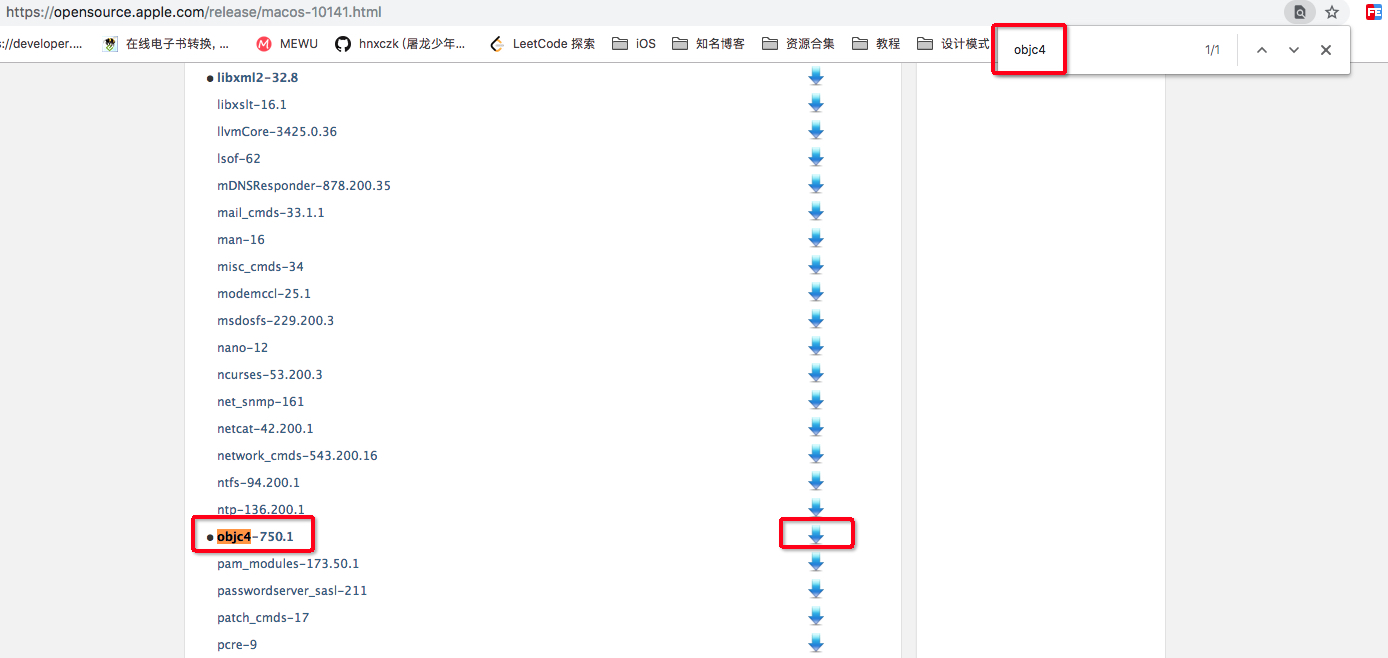 https://opensource.apple.com/release/macos-10141.html
s://developer.... 在线电子书转换, ... MEWU hnxczk (屠龙少年... LeetCode 探索 iOS 知名博客 资源合集 教程 设计模式
objc4 1/1
libxml2-32.8
libxslt-16.1
llvmCore-3425.0.36
lsof-62
mDNSResponder-878.200.35
mail_cmds-33.1.1
man-16
misc_cmds-34
modemccl-25.1
msdosfs-229.200.3
nano-12
ncurses-53.200.3
net_snmp-161
netcat-42.200.1
network_cmds-543.200.16
ntfs-94.200.1
ntp-136.200.1
objc4-750.1
pam_modules-173.50.1
passwordserver_sasl-211
patch_cmds-17
pcre-9